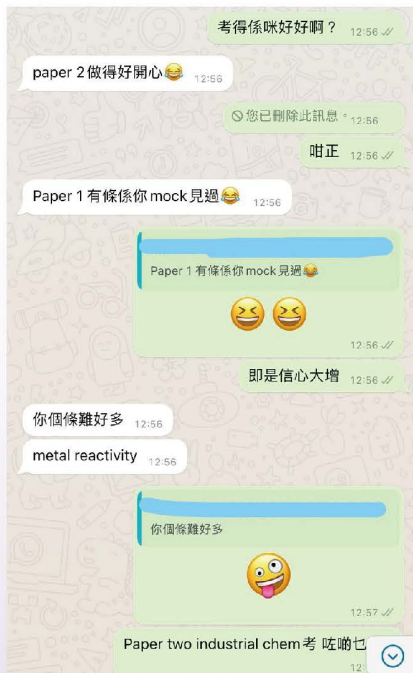 考得係咪好好啊？ 12:56
paper 2做得好開心😂 12:56
您已刪除此訊息。12:56
咁正 12:56
Paper 1 有條係你 mock 見過😂 12:56
Paper 1 有條係你 mock 見過😂
😆😆
12:56
即是信心大增 12:56
你個條難好多 12:56
metal reactivity 12:56
你個條難好多
🤪
12:57
Paper two industrial chem 考 咗啲乜
12: